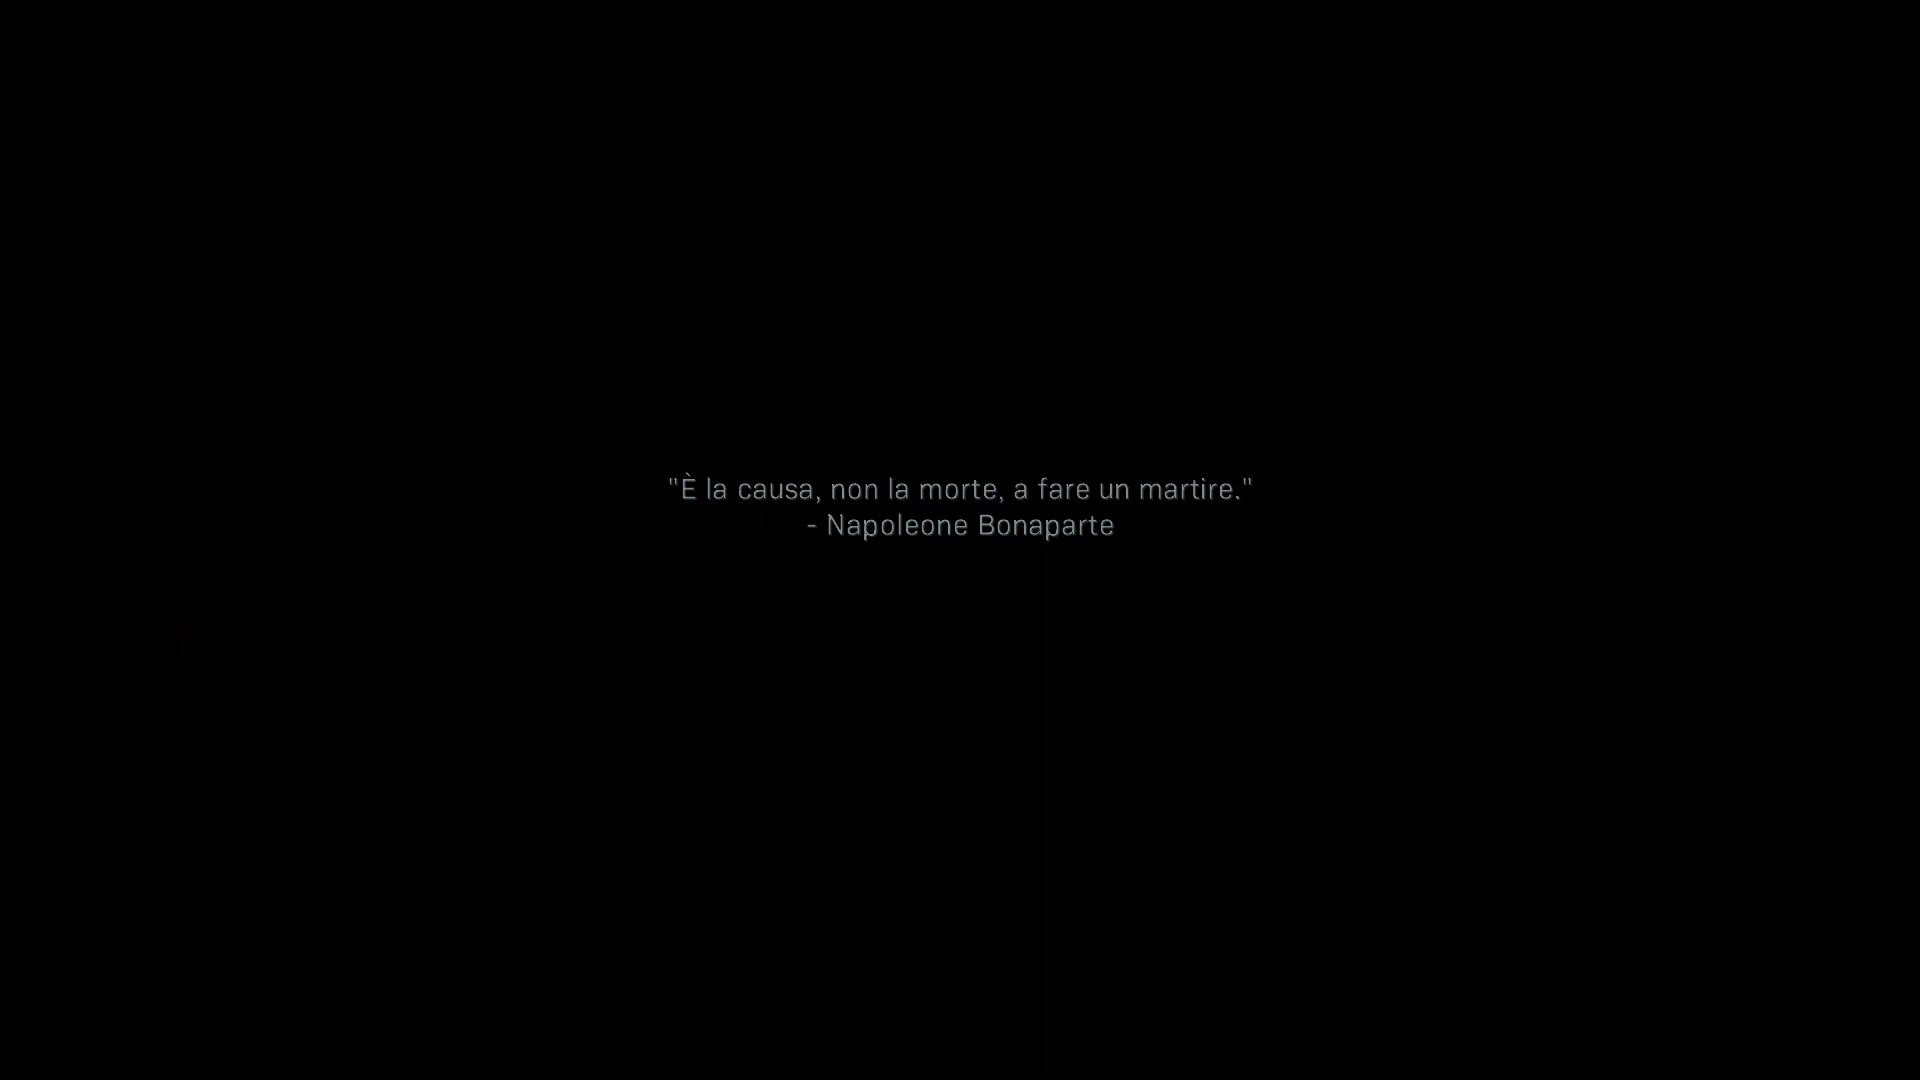 "È la causa, non la morte, a fare un martire."
- Napoleone Bonaparte